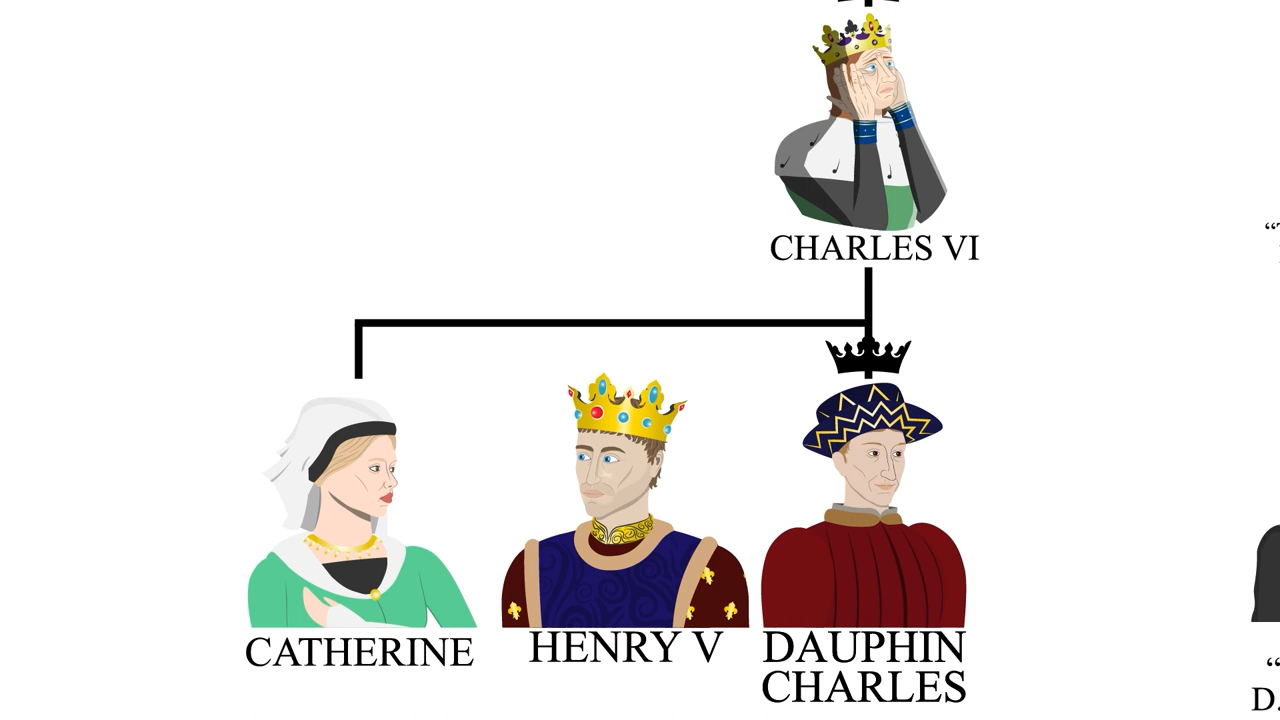 CHARLES VI
CATHERINE
HENRY V
DAUPHIN
CHARLES
D.